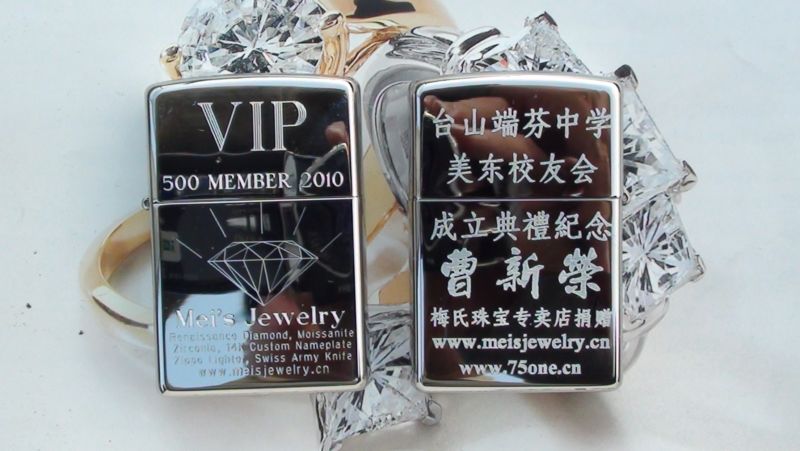 VIP
500 MEMBER 2010
Mei's Jewelry
Renaissance Diamond, Moissanite
Zirconia, 14K Custom Nameplate
Zippo Lighter, Swiss Army Knife
www.meisjewelry.cn
台山端芬中学
美东校友会
成立典禮紀念
曹新榮
梅氏珠宝专卖店捐赠
www.meisjewelry.cn
www.75one.cn